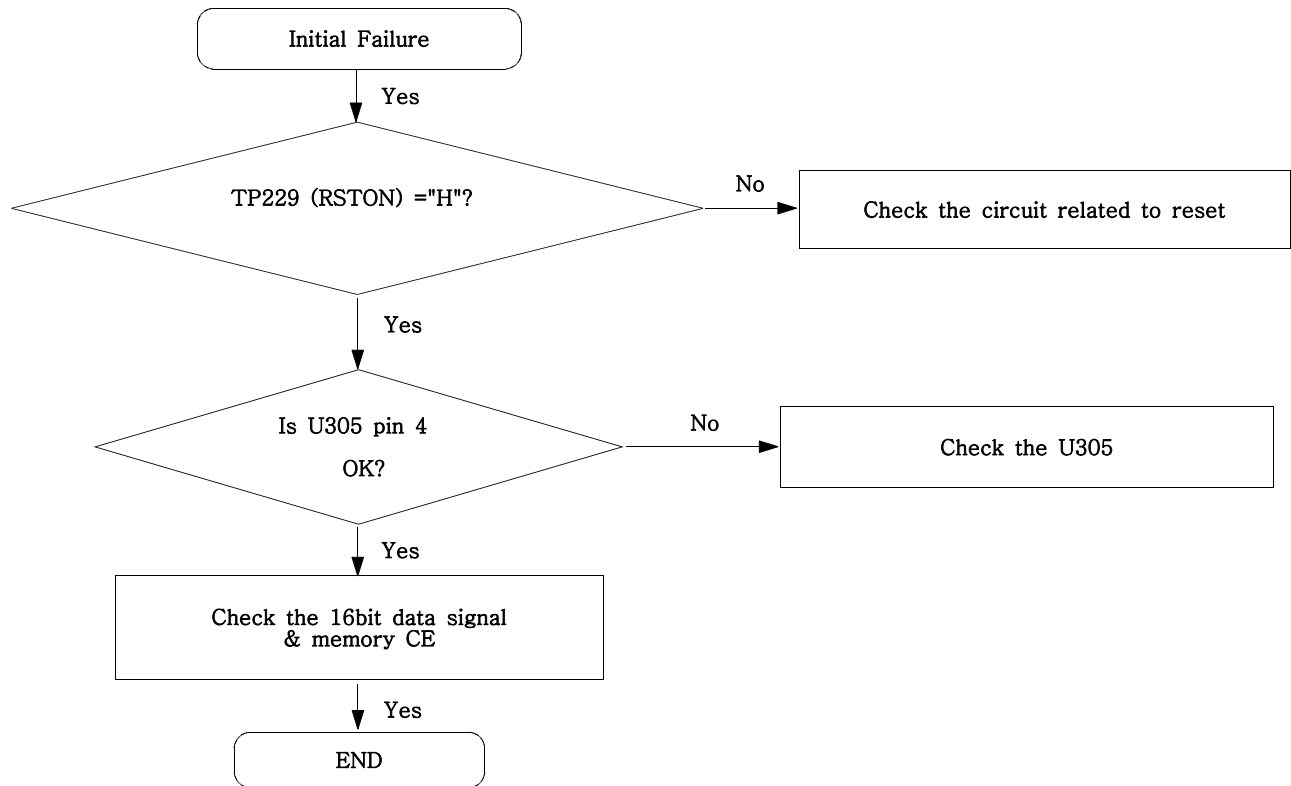 Initial Failure
Yes
TP229 (RSTON) ="H"?
No
Check the circuit related to reset
Yes
Is U305 pin 4
OK?
No
Check the U305
Yes
Check the 16bit data signal
& memory CE
Yes
END